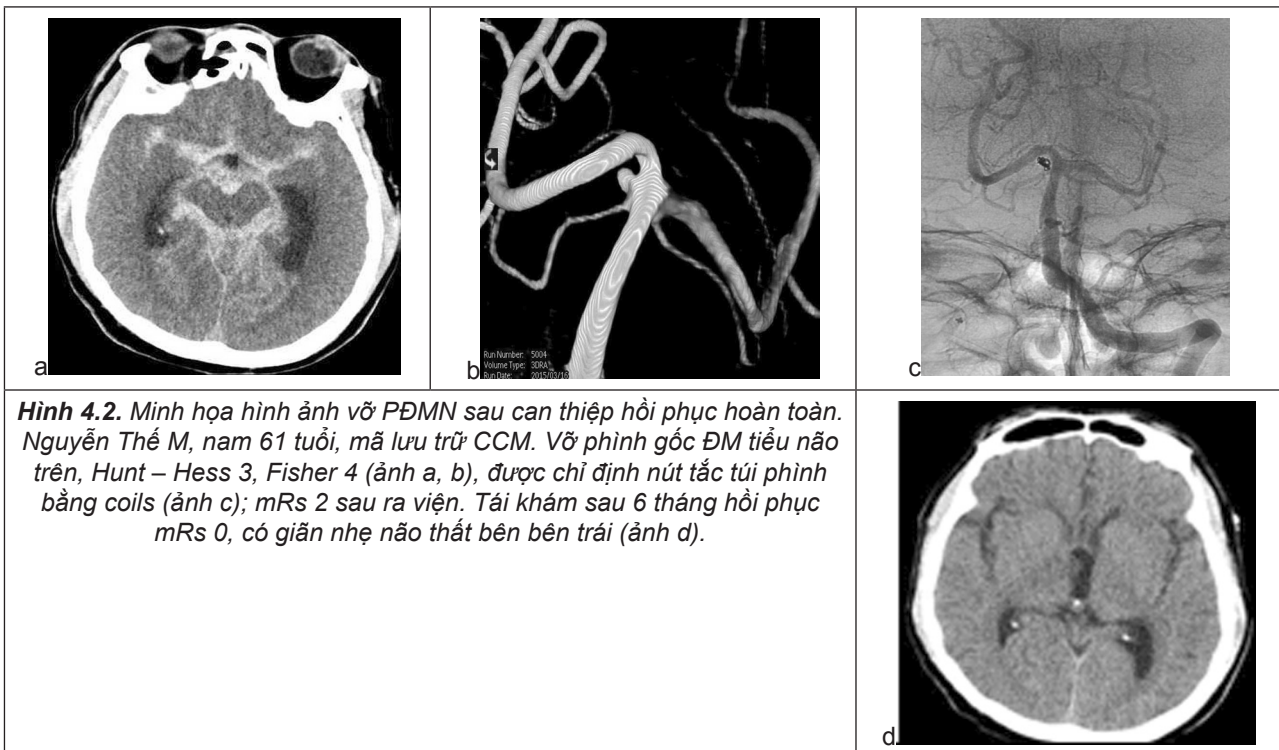 a
Run Number: 5004
Volume Type: 3DRA
Run Date: 2015/03/16
b
c
Hình 4.2. Minh họa hình ảnh vỡ PĐMN sau can thiệp hồi phục hoàn toàn.
Nguyễn Thế M, nam 61 tuổi, mã lưu trữ CCM. Vỡ phình gốc ĐM tiểu não
trên, Hunt – Hess 3, Fisher 4 (ảnh a, b), được chỉ định nút tắc túi phình
bằng coils (ảnh c); mRs 2 sau ra viện. Tái khám sau 6 tháng hồi phục
mRs 0, có giãn nhẹ não thất bên bên trái (ảnh d).
d